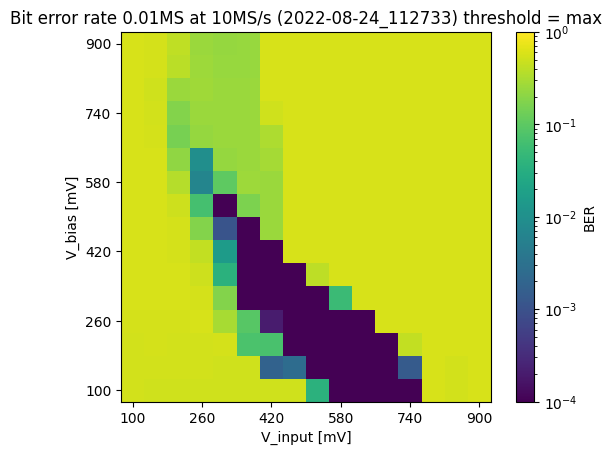 Bit error rate 0.01MS at 10MS/s (2022-08-24_112733) threshold = max
900
740
580
420
260
100
V_bias [mV]
100 260 420 580 740 900
V_input [mV]
10⁰
10⁻¹
10⁻²
10⁻³
10⁻⁴
BER